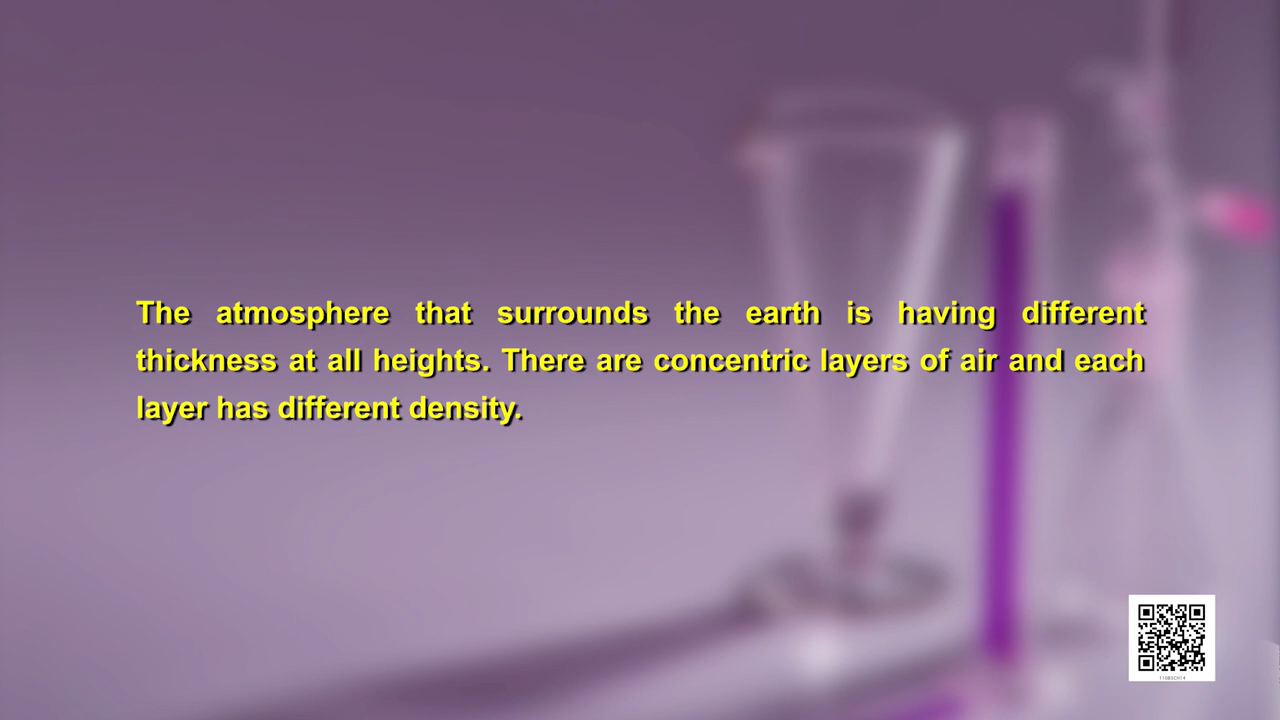 The atmosphere that surrounds the earth is having different
thickness at all heights. There are concentric layers of air and each
layer has different density.